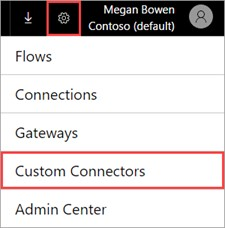 Megan Bowen
Contoso (default)
Flows
Connections
Gateways
Custom Connectors
Admin Center